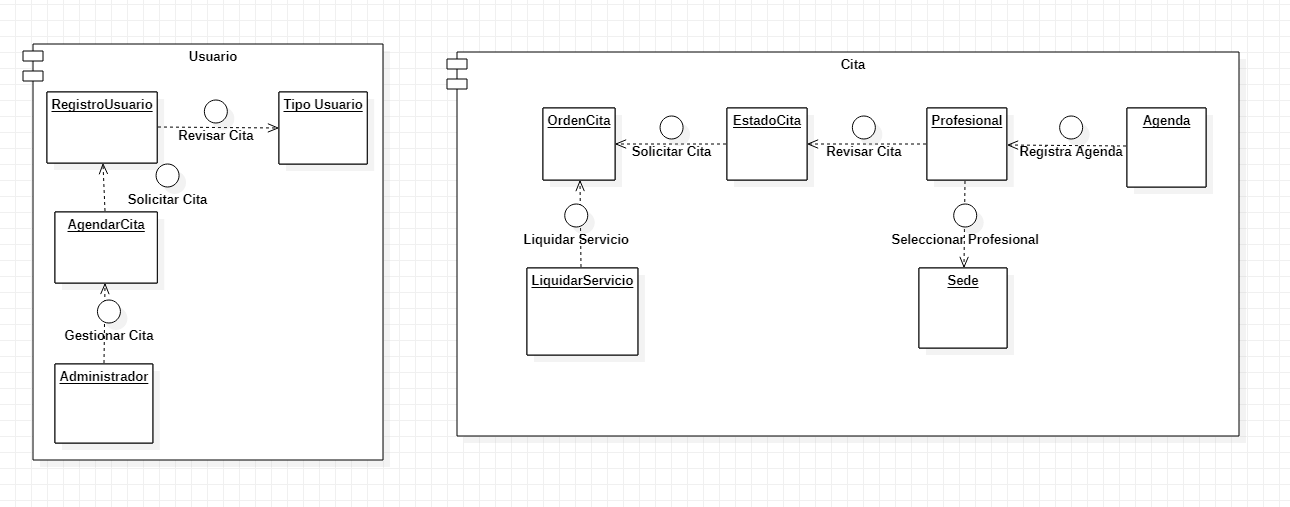 Usuario
RegistroUsuario
Tipo Usuario
Revisar Cita
Solicitar Cita
AgendarCita
Gestionar Cita
Administrador
Cita
OrdenCita
EstadoCita
Profesional
Agenda
Solicitar Cita
Revisar Cita
Registra Agenda
Liquidar Servicio
Seleccionar Profesional
LiquidarServicio
Sede